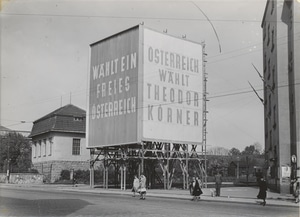 WÄHLT EIN
FREIES
ÖSTERREICH
ÖSTERREICH
WÄHLT
THEODOR
KÖRNER